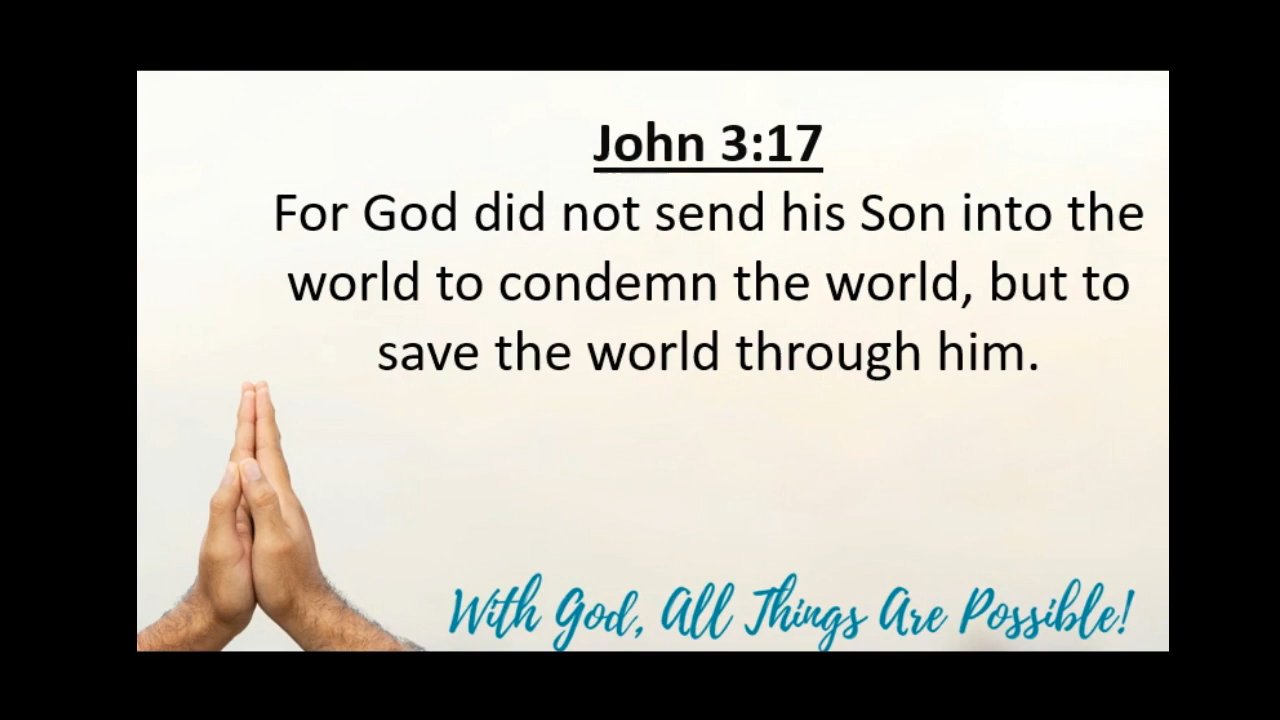 John 3:17
For God did not send his Son into the
world to condemn the world, but to
save the world through him.
With God, All Things Are Possible!